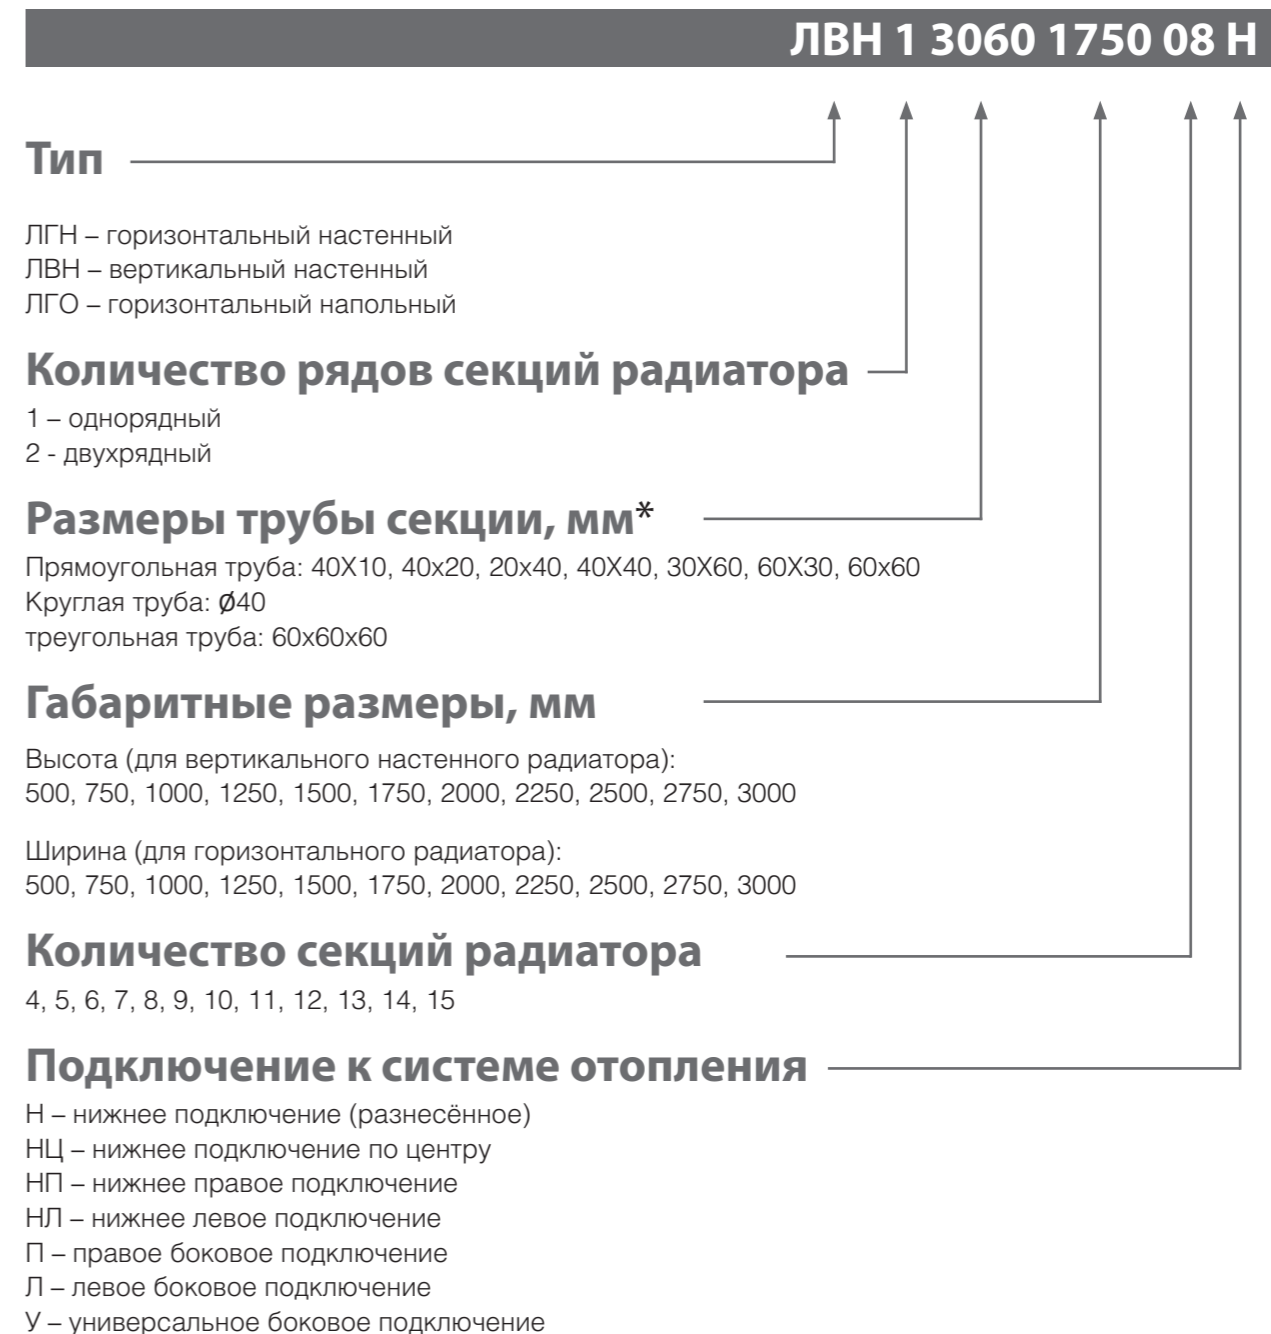 ЛВН 1 3060 1750 08 Н
Тип
ЛГН – горизонтальный настенный
ЛВН – вертикальный настенный
ЛГО – горизонтальный напольный
Количество рядов секций радиатора
1 – однорядный
2 - двухрядный
Размеры трубы секции, мм*
Прямоугольная труба: 40Х10, 40х20, 20х40, 40Х40, 30Х60, 60Х30, 60х60
Круглая труба: Ø40
треугольная труба: 60х60х60
Габаритные размеры, мм
Высота (для вертикального настенного радиатора):
500, 750, 1000, 1250, 1500, 1750, 2000, 2250, 2500, 2750, 3000
Ширина (для горизонтального радиатора):
500, 750, 1000, 1250, 1500, 1750, 2000, 2250, 2500, 2750, 3000
Количество секций радиатора
4, 5, 6, 7, 8, 9, 10, 11, 12, 13, 14, 15
Подключение к системе отопления
Н – нижнее подключение (разнесённое)
НЦ – нижнее подключение по центру
НП – нижнее правое подключение
НЛ – нижнее левое подключение
П – правое боковое подключение
Л – левое боковое подключение
У – универсальное боковое подключение